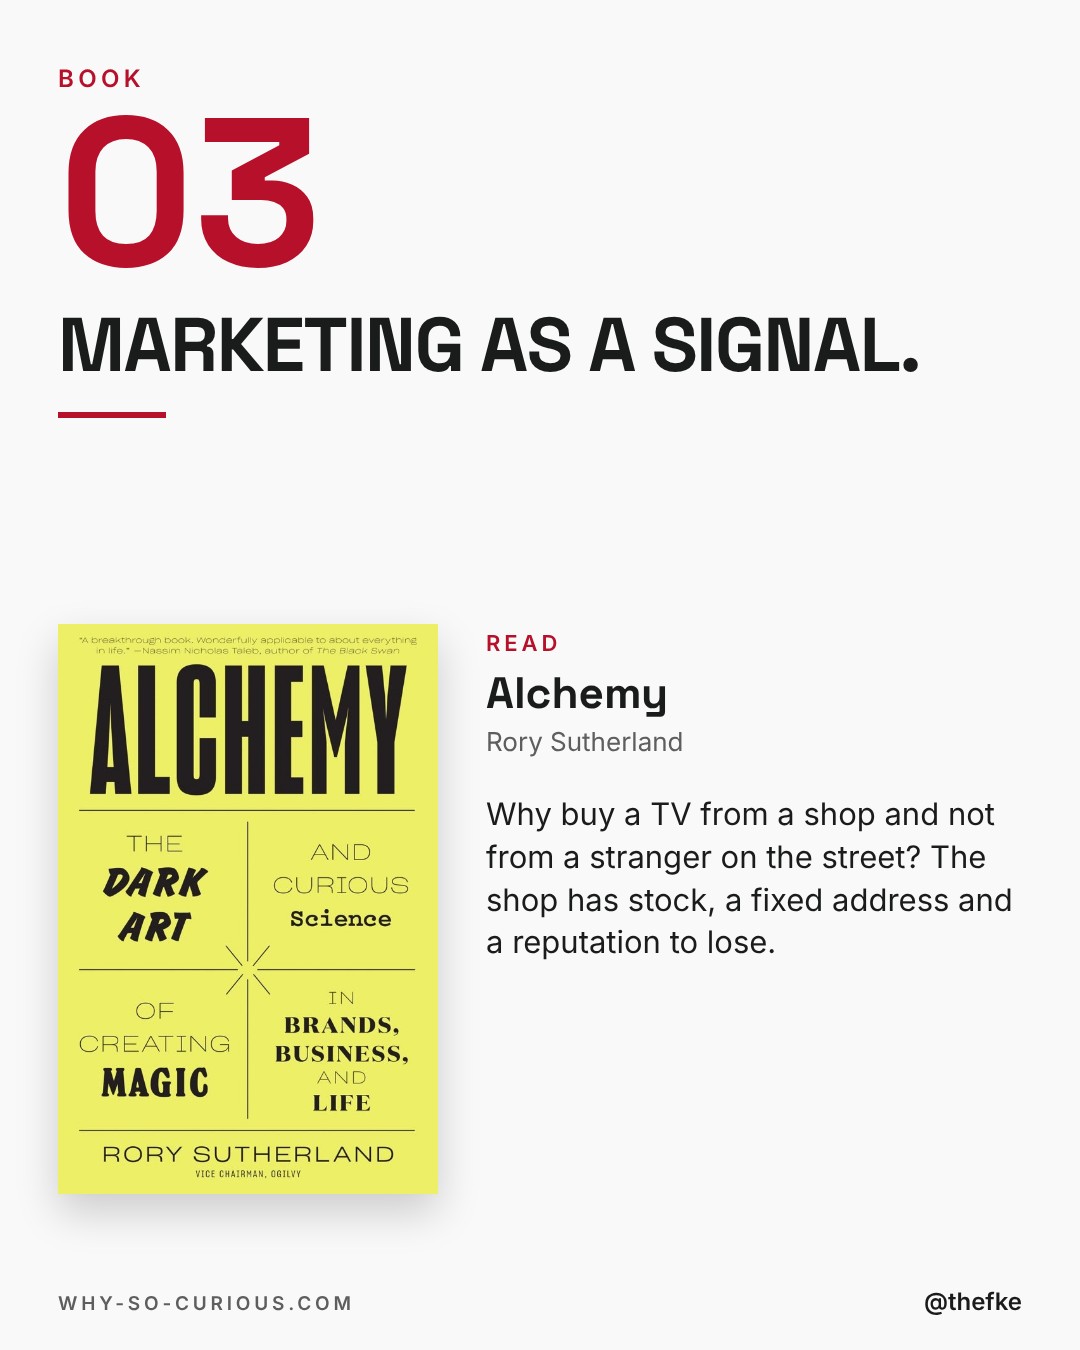 BOOK
03
MARKETING AS A SIGNAL.
"A breakthrough book. Wonderfully applicable to about everything
in life." —Nassim Nicholas Taleb, author of The Black Swan
ALCHEMY
THE
DARK
ART
AND
CURIOUS
Science
OF
CREATING
MAGIC
IN
BRANDS,
BUSINESS,
AND
LIFE
RORY SUTHERLAND
VICE CHAIRMAN, OGILVY
READ
Alchemy
Rory Sutherland
Why buy a TV from a shop and not
from a stranger on the street? The
shop has stock, a fixed address and
a reputation to lose.
WHY-SO-CURIOUS.COM
@thefke